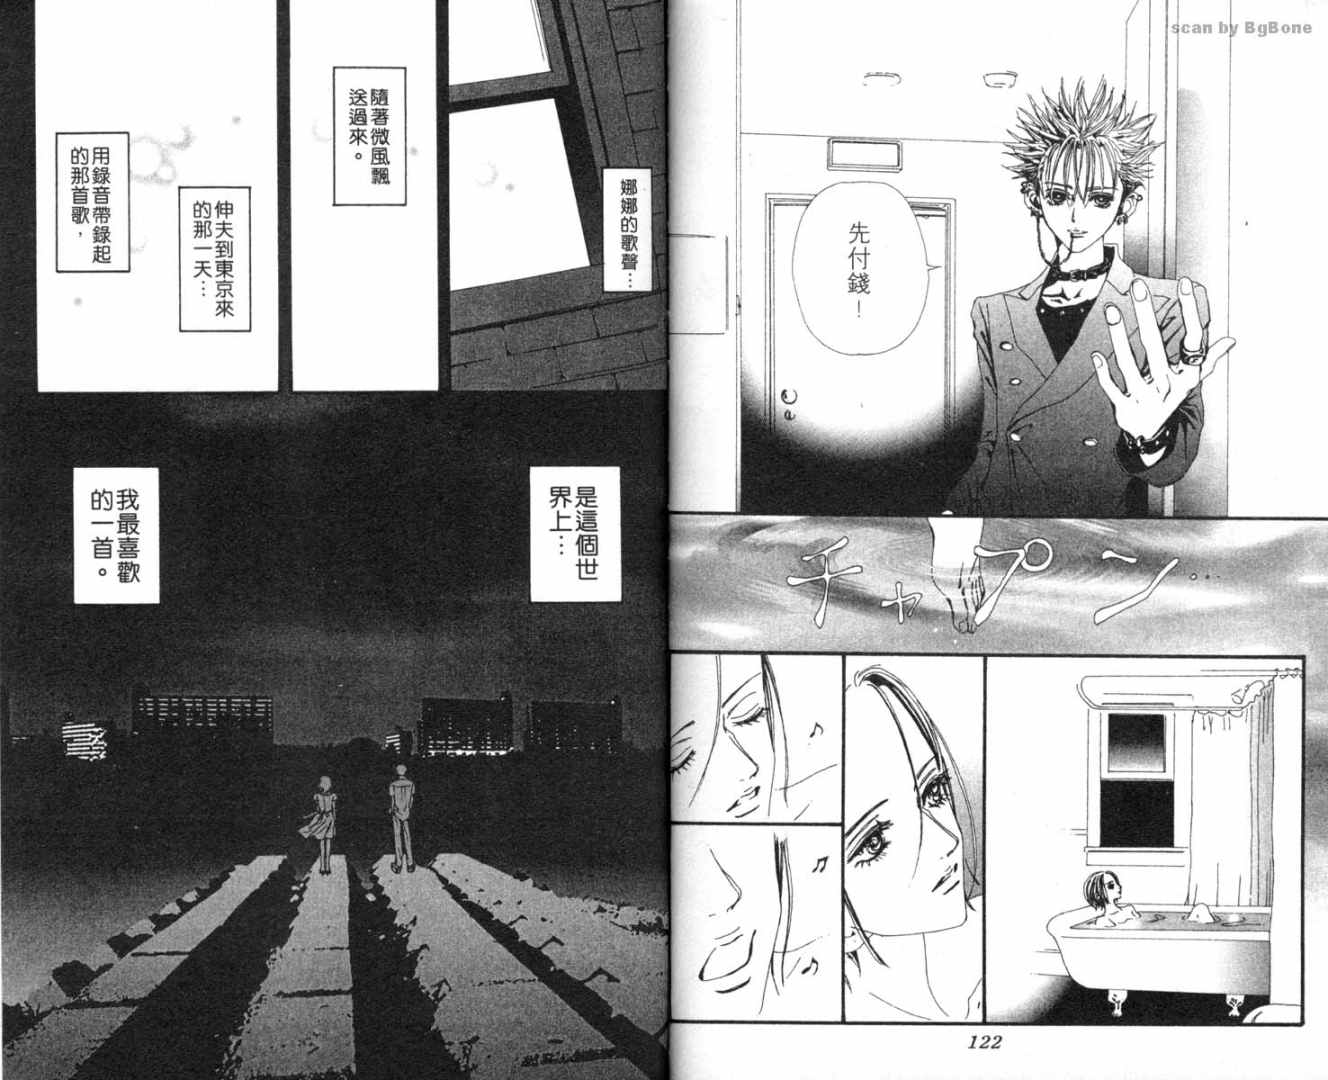 scan by BgBone
先付錢！
チャプン…
♪
♫
122
娜娜的歌聲…
隨著微風飄
送過來。
伸夫到東京來
的那一天…
用錄音帶錄起
的那首歌，
是這個世
界上…
我最喜歡
的一首。